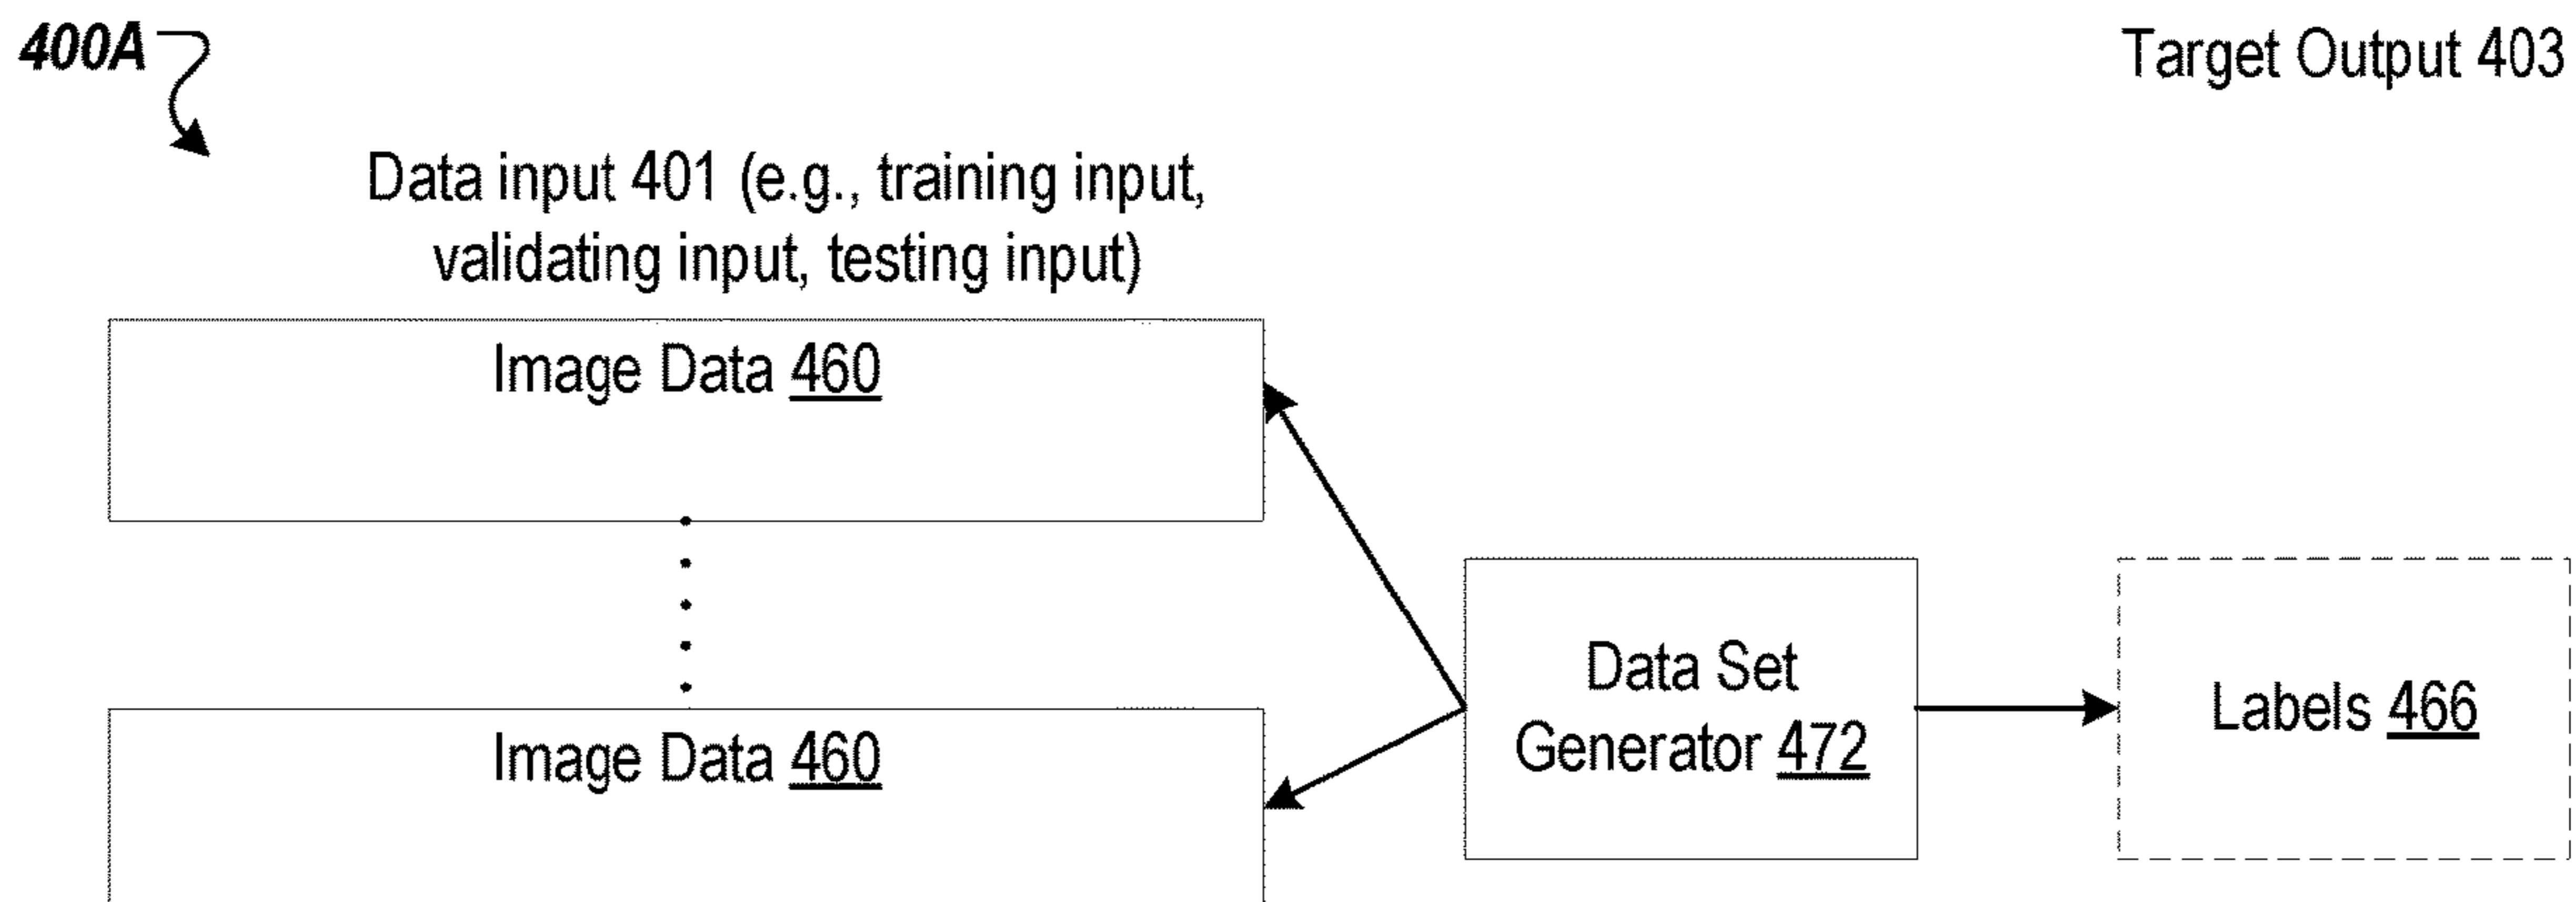 400A
Target Output 403
Data input 401 (e.g., training input,
validating input, testing input)
Image Data 460
Data Set
Generator 472
Labels 466
Image Data 460